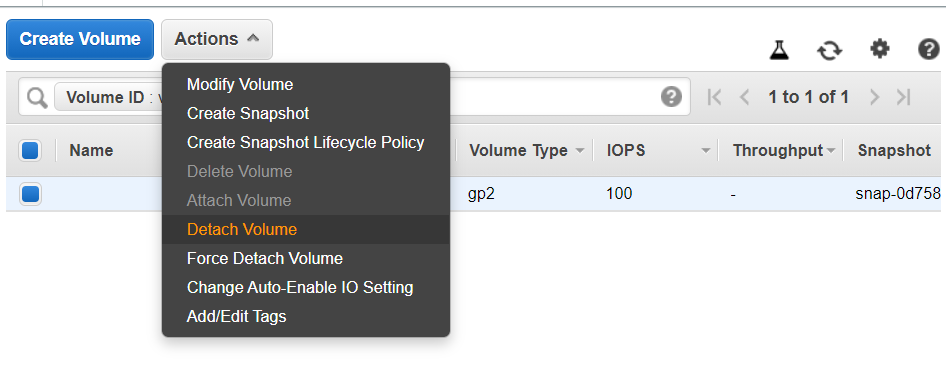 Create Volume Actions
Volume ID : 1 to 1 of 1
Name Volume Type IOPS Throughput Snapshot
gp2 100 - snap-0d758
Modify Volume
Create Snapshot
Create Snapshot Lifecycle Policy
Delete Volume
Attach Volume
Detach Volume
Force Detach Volume
Change Auto-Enable IO Setting
Add/Edit Tags